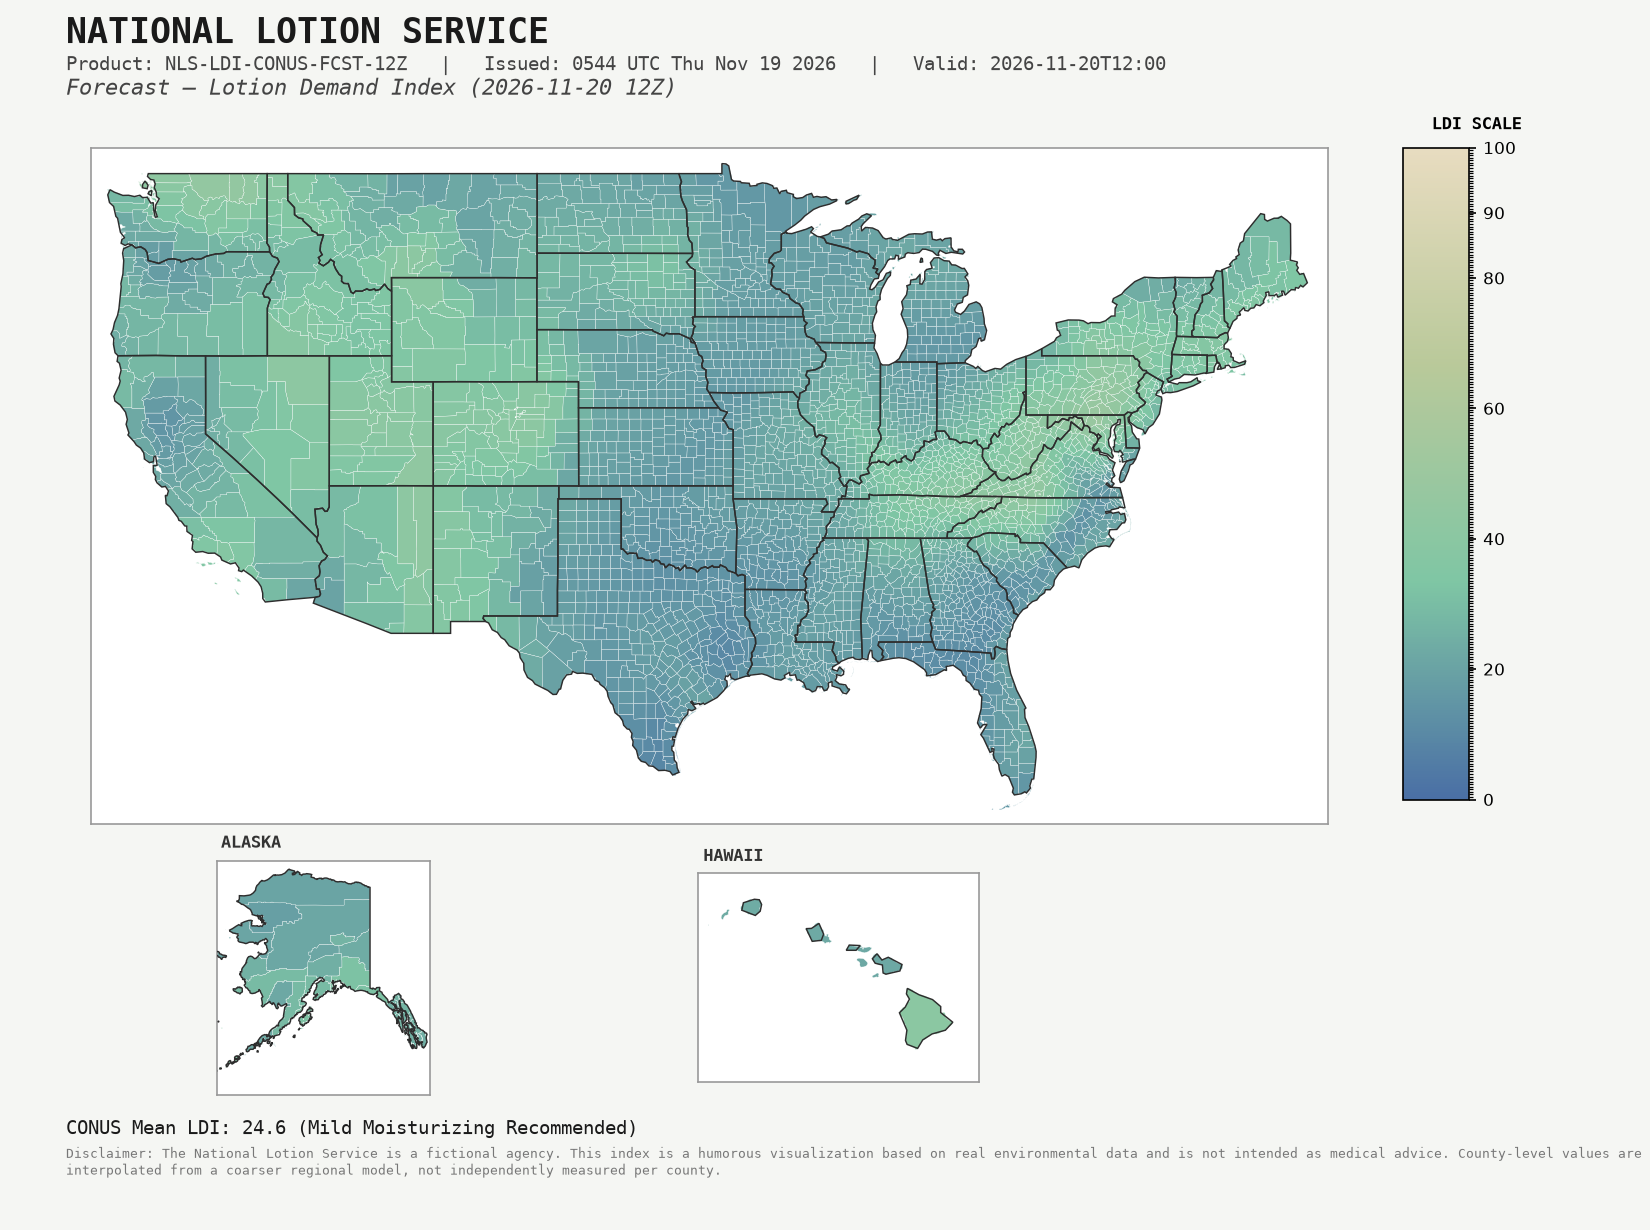 NATIONAL LOTION SERVICE
Product: NLS-LDI-CONUS-FCST-12Z | Issued: 0544 UTC Thu Nov 19 2026 | Valid: 2026-11-20T12:00
Forecast — Lotion Demand Index (2026-11-20 12Z)
LDI SCALE
100
90
80
60
40
20
0
ALASKA
HAWAII
CONUS Mean LDI: 24.6 (Mild Moisturizing Recommended)
Disclaimer: The National Lotion Service is a fictional agency. This index is a humorous visualization based on real environmental data and is not intended as medical advice. County-level values are
interpolated from a coarser regional model, not independently measured per county.